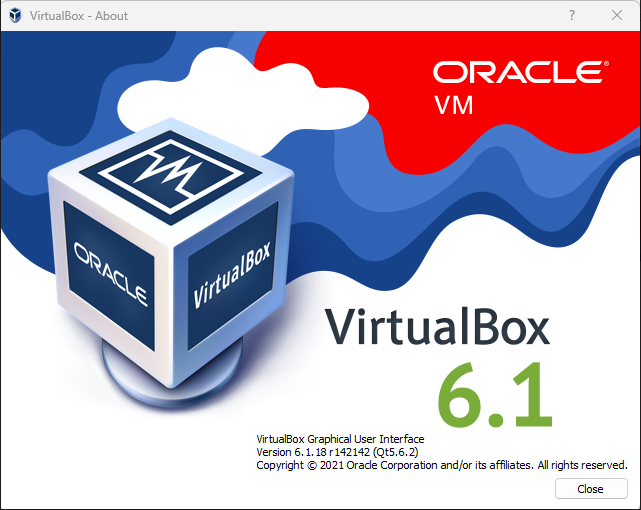 VirtualBox - About
?
ORACLE®
VM
ORACLE
VirtualBox
VirtualBox
6.1
VirtualBox Graphical User Interface
Version 6.1.18 r142142 (Qt5.6.2)
Copyright © 2021 Oracle Corporation and/or its affiliates. All rights reserved.
Close